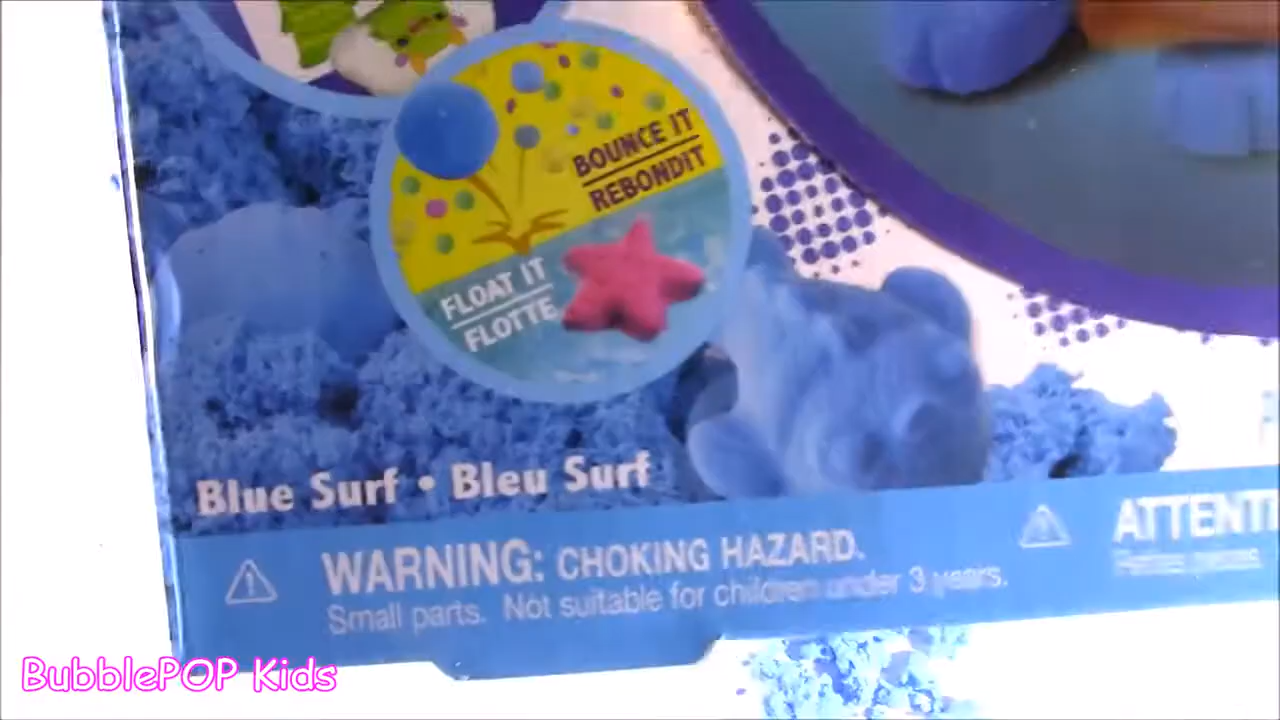 BOUNCE IT
REBONDIT
FLOAT IT
FLOTTE
Blue Surf • Bleu Surf
WARNING: CHOKING HAZARD.
Small parts. Not suitable for children under 3 years.
ATTENTI
BubblePOP Kids